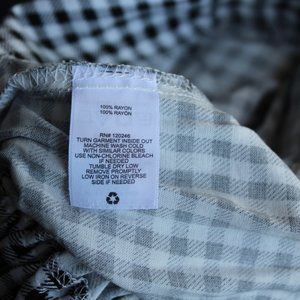 100% RAYON
100% RAYON
RN# 120246
TURN GARMENT INSIDE OUT
MACHINE WASH COLD
WITH SIMILAR COLORS
USE NON-CHLORINE BLEACH
IF NEEDED
TUMBLE DRY LOW
REMOVE PROMPTLY
LOW IRON ON REVERSE
SIDE IF NEEDED